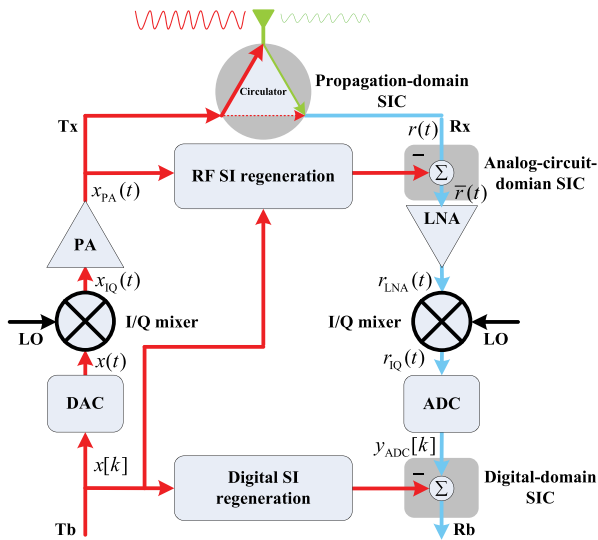 Circulator
Propagation-domain
SIC
Tx
r(t)
Rx
−
Σ
Analog-circuit-
domian SIC
RF SI regeneration
x_PA(t)
r̅(t)
PA
LNA
x_IQ(t)
r_LNA(t)
LO
I/Q mixer
I/Q mixer
LO
x(t)
r_IQ(t)
DAC
ADC
x[k]
y_ADC[k]
Digital SI
regeneration
−
Σ
Digital-domain
SIC
Tb
Rb